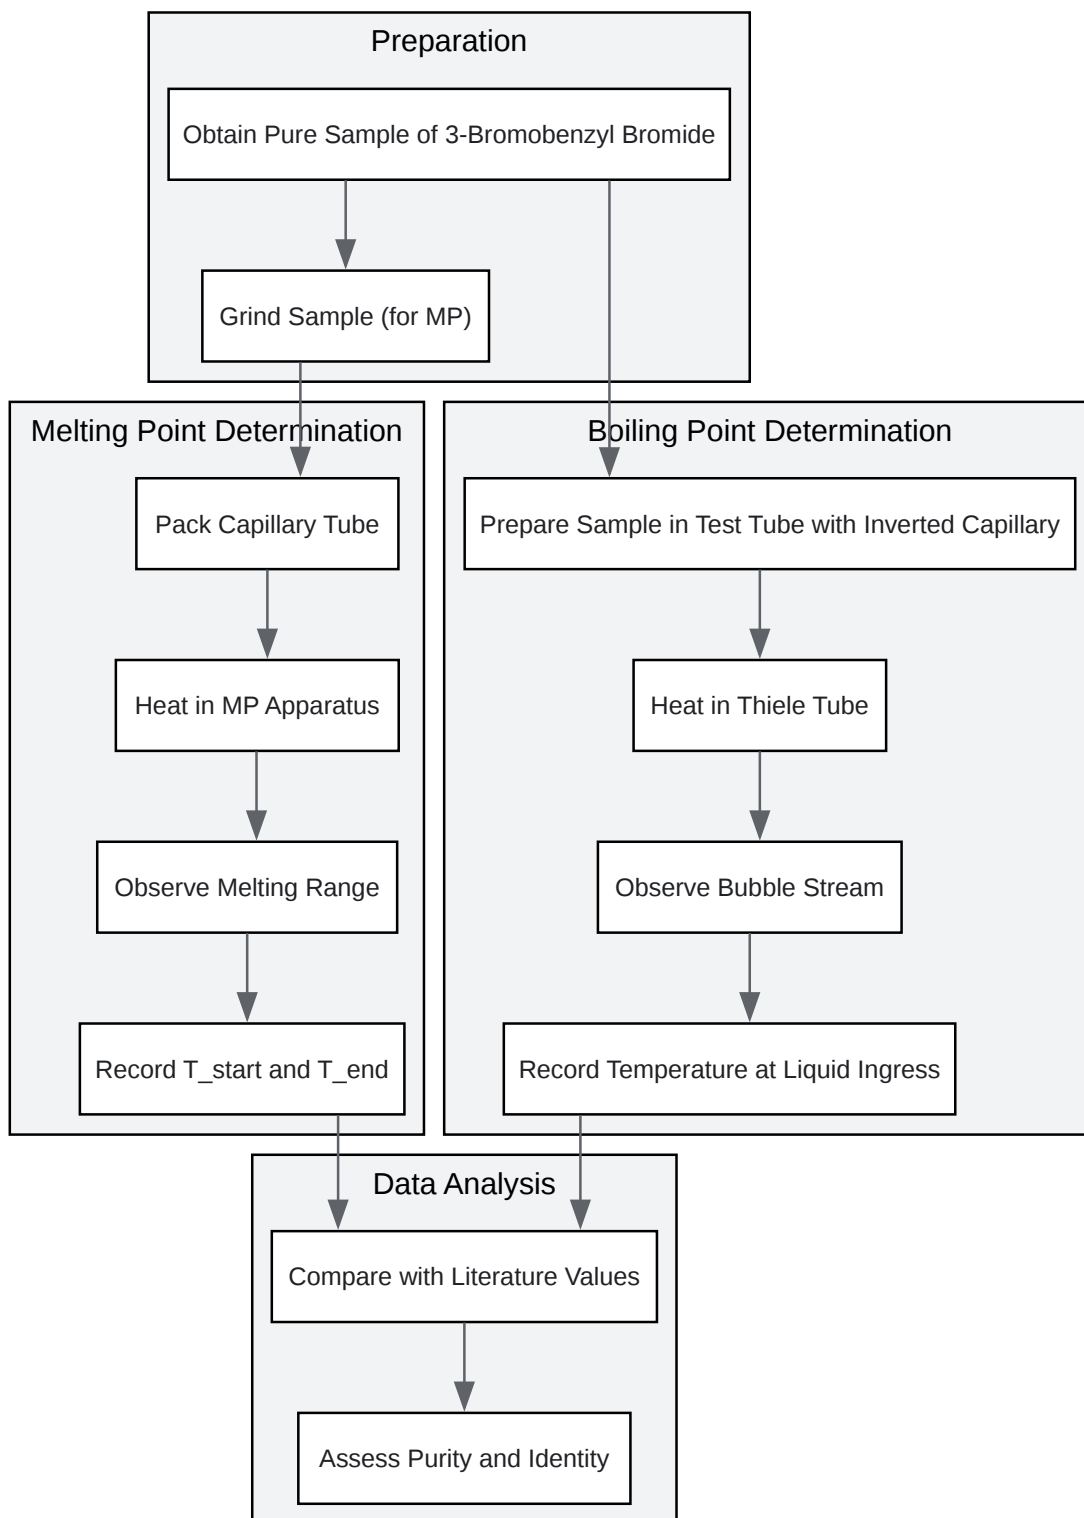 Preparation
Obtain Pure Sample of 3-Bromobenzyl Bromide
Grind Sample (for MP)
Melting Point Determination
Pack Capillary Tube
Heat in MP Apparatus
Observe Melting Range
Record T_start and T_end
Boiling Point Determination
Prepare Sample in Test Tube with Inverted Capillary
Heat in Thiele Tube
Observe Bubble Stream
Record Temperature at Liquid Ingress
Data Analysis
Compare with Literature Values
Assess Purity and Identity